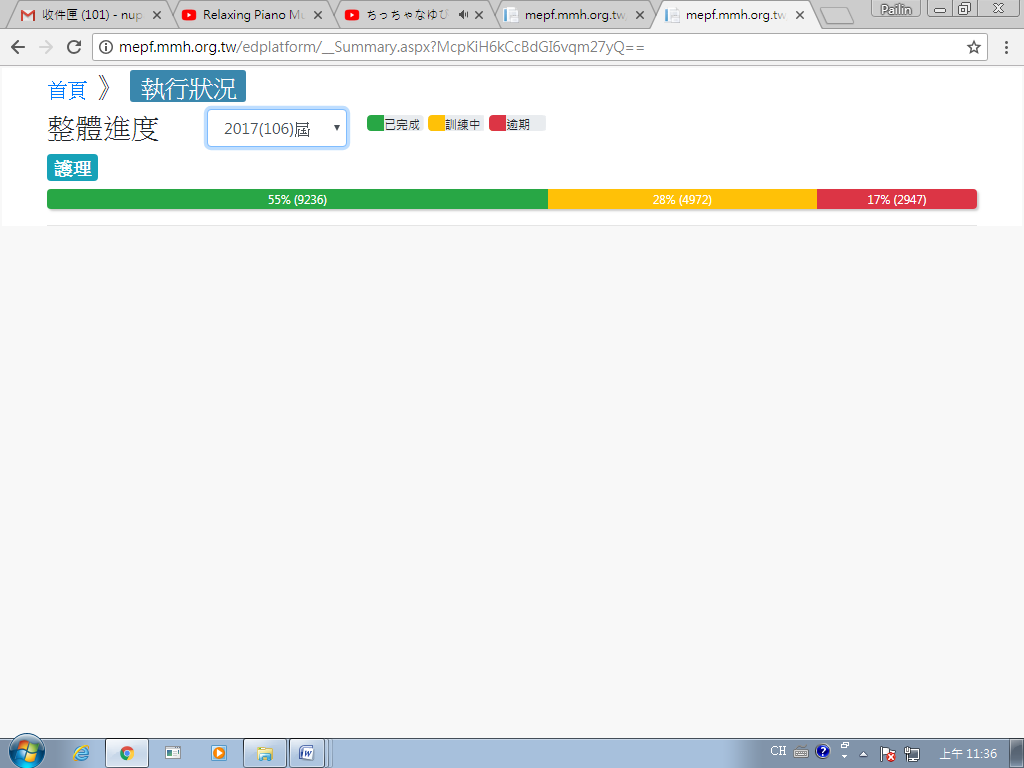 收件匣 (101) - nup
Relaxing Piano Mu
ちっちゃなゆび
mepf.mmh.org.tw
mepf.mmh.org.tw
Pailin
mepf.mmh.org.tw/edplatform/__Summary.aspx?McpKiH6kCcBdGI6vqm27yQ==
首頁 》 執行狀況
整體進度 2017(106)屆 已完成 訓練中 逾期
護理
55% (9236) 28% (4972) 17% (2947)
CH
上午 11:36